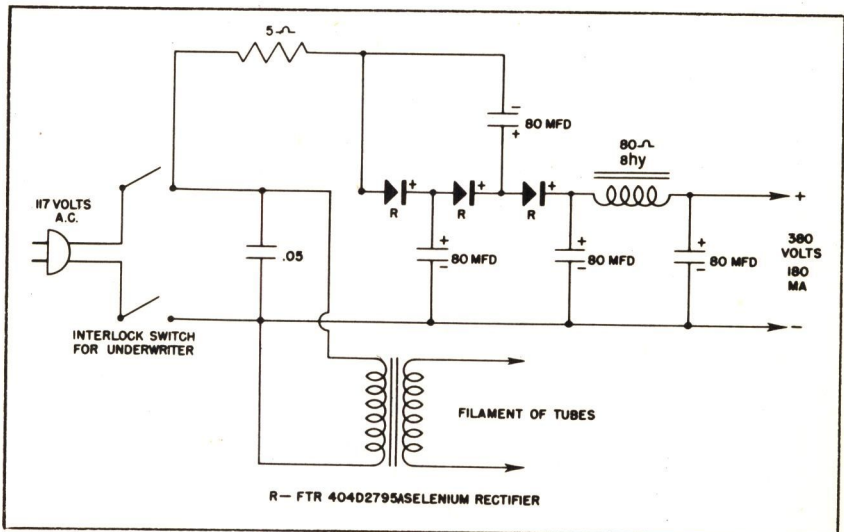 5Ω
−
+
80 MFD
80Ω
8hy
117 VOLTS
A.C.
+
+
+
R
R
R
+
.05
+
−
80 MFD
+
−
80 MFD
+
−
80 MFD
380
VOLTS
180
MA
−
INTERLOCK SWITCH
FOR UNDERWRITER
FILAMENT OF TUBES
R— FTR 404D2795ASELENIUM RECTIFIER